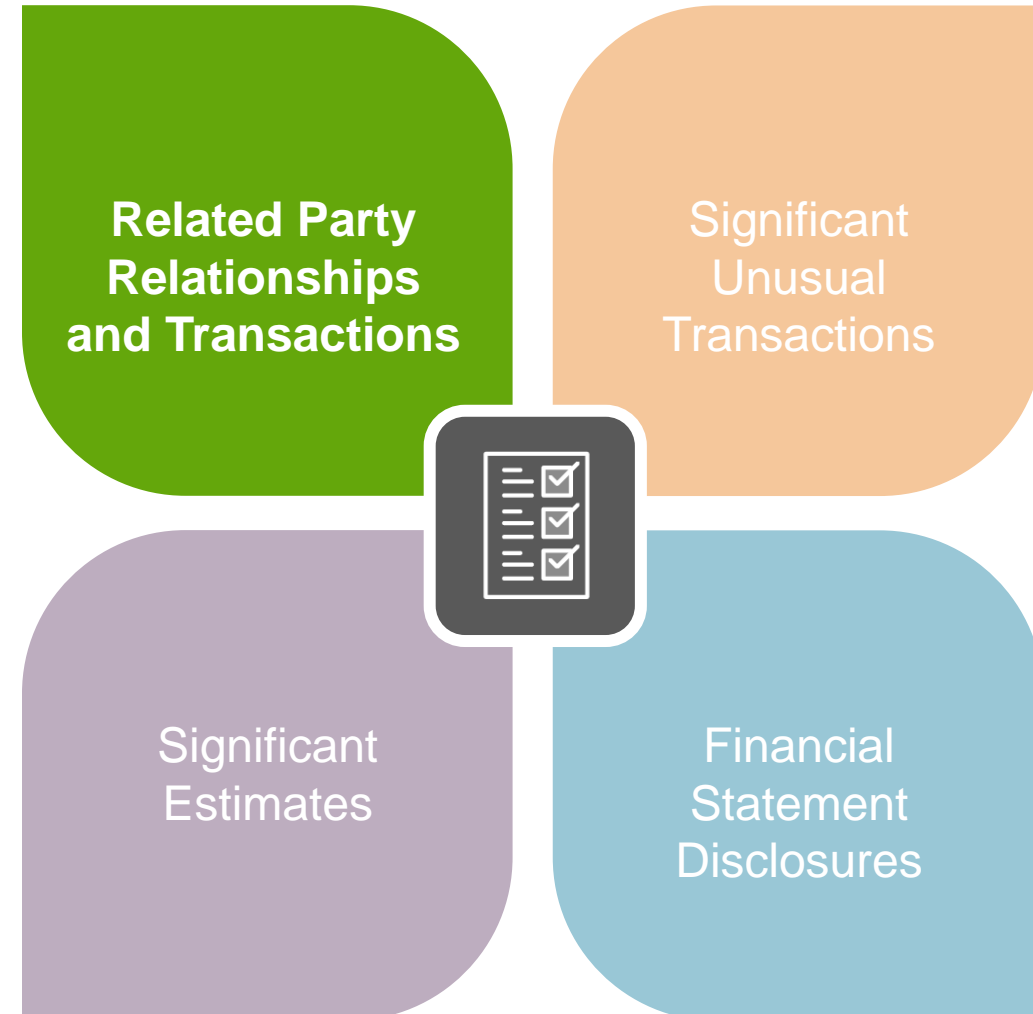 Related Party
Relationships
and Transactions
Significant
Unusual
Transactions
Significant
Estimates
Financial
Statement
Disclosures